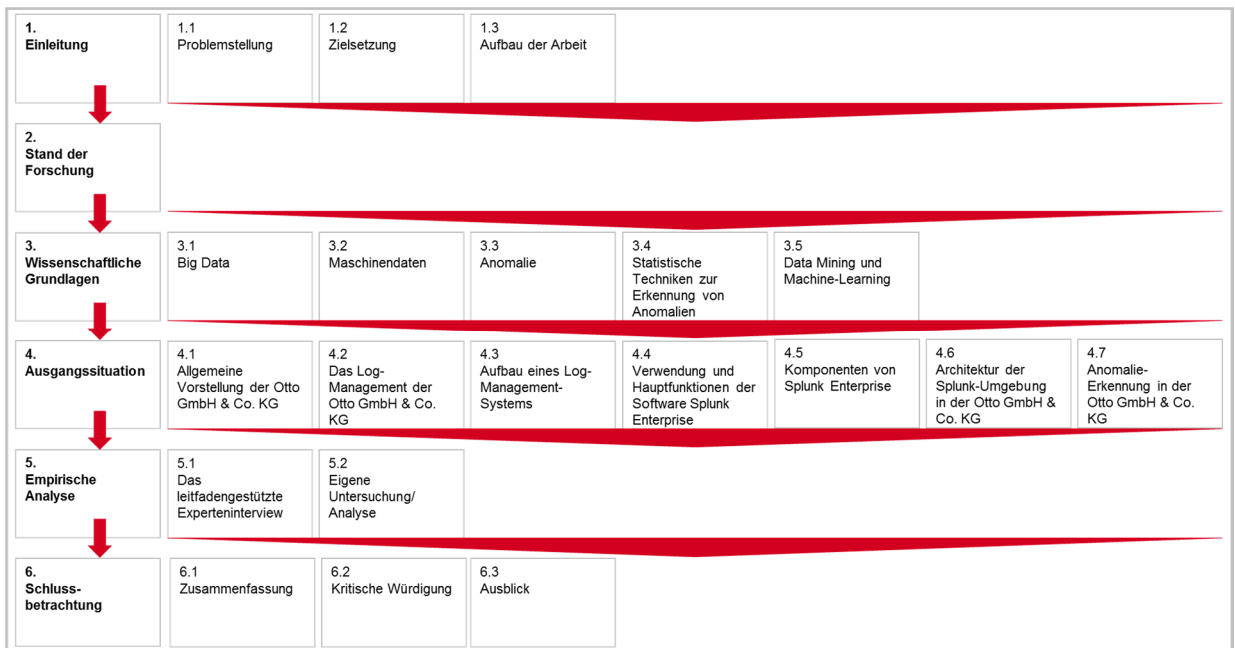 1.
Einleitung
1.1
Problemstellung
1.2
Zielsetzung
1.3
Aufbau der Arbeit
2.
Stand der
Forschung
3.
Wissenschaftliche
Grundlagen
3.1
Big Data
3.2
Maschinendaten
3.3
Anomalie
3.4
Statistische
Techniken zur
Erkennung von
Anomalien
3.5
Data Mining und
Machine-Learning
4.
Ausgangssituation
4.1
Allgemeine
Vorstellung der Otto
GmbH & Co. KG
4.2
Das Log-
Management der
Otto GmbH & Co.
KG
4.3
Aufbau eines Log-
Management-
Systems
4.4
Verwendung und
Hauptfunktionen der
Software Splunk
Enterprise
4.5
Komponenten von
Splunk Enterprise
4.6
Architektur der
Splunk-Umgebung
in der Otto GmbH &
Co. KG
4.7
Anomalie-
Erkennung in der
Otto GmbH & Co.
KG
5.
Empirische
Analyse
5.1
Das
leitfadengestützte
Experteninterview
5.2
Eigene
Untersuchung/
Analyse
6.
Schluss-
betrachtung
6.1
Zusammenfassung
6.2
Kritische Würdigung
6.3
Ausblick